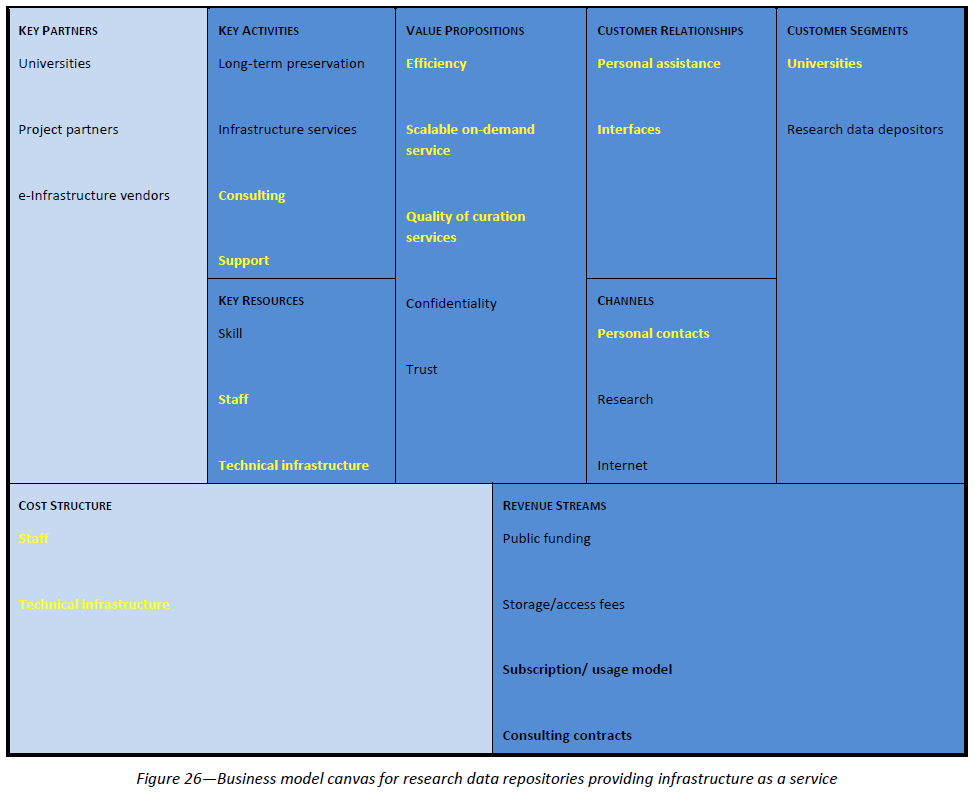 KEY PARTNERS
Universities
Project partners
e-Infrastructure vendors
KEY ACTIVITIES
Long-term preservation
Infrastructure services
Consulting
Support
KEY RESOURCES
Skill
Staff
Technical infrastructure
VALUE PROPOSITIONS
Efficiency
Scalable on-demand
service
Quality of curation
services
Confidentiality
Trust
CUSTOMER RELATIONSHIPS
Personal assistance
Interfaces
CHANNELS
Personal contacts
Research
Internet
CUSTOMER SEGMENTS
Universities
Research data depositors
COST STRUCTURE
Staff
Technical infrastructure
REVENUE STREAMS
Public funding
Storage/access fees
Subscription/ usage model
Consulting contracts
Figure 26—Business model canvas for research data repositories providing infrastructure as a service